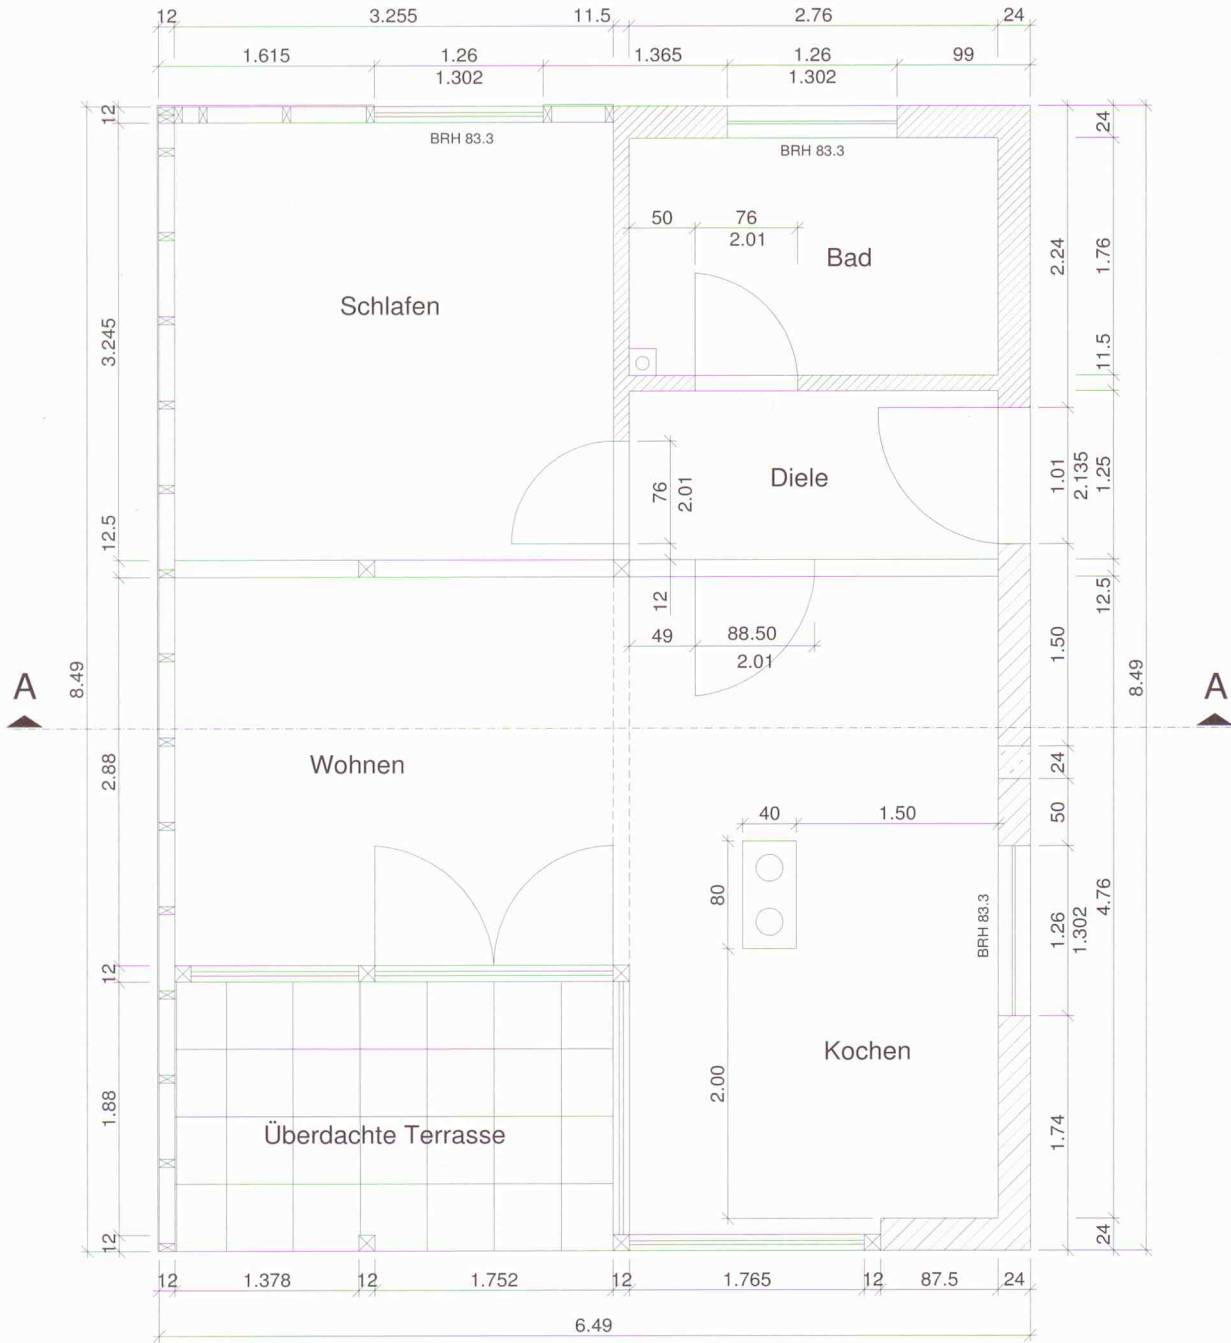 12 3.255 11.5 2.76 24
1.615 1.26 1.365 1.26 99
1.302 1.302
BRH 83.3
BRH 83.3
12
24
50 76
2.01
Bad
2.24
1.76
Schlafen
3.245
11.5
76
2.01
Diele
1.01
2.135
1.25
12.5
12
12.5
49 88.50
2.01
1.50
8.49
8.49
A
A
Wohnen
2.88
24
50
40 1.50
80
BRH 83.3
1.26
1.302
4.76
12
Kochen
2.00
1.88
Überdachte Terrasse
1.74
12
24
12 1.378 12 1.752 12 1.765 12 87.5 24
6.49